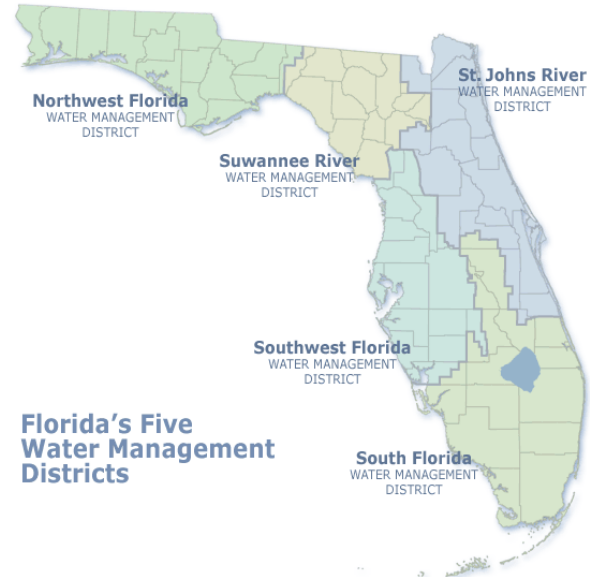 Northwest Florida
WATER MANAGEMENT
DISTRICT
St. Johns River
WATER MANAGEMENT
DISTRICT
Suwannee River
WATER MANAGEMENT
DISTRICT
Southwest Florida
WATER MANAGEMENT
DISTRICT
Florida's Five
Water Management
Districts
South Florida
WATER MANAGEMENT
DISTRICT